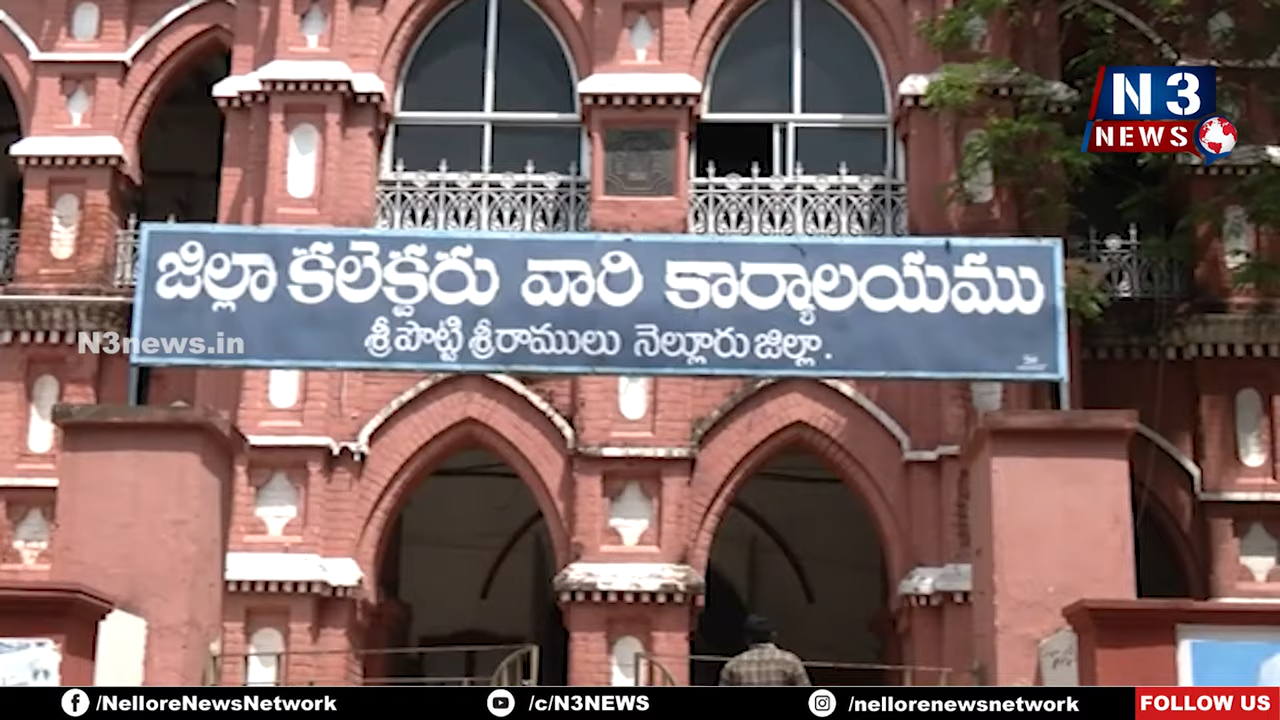 N3
NEWS
జిల్లా కలెక్టరు వారి కార్యాలయము
శ్రీ పొట్టి శ్రీరాములు నెల్లూరు జిల్లా.
N3news.in
/NelloreNewsNetwork
/c/N3NEWS
/nellorenewsnetwork
FOLLOW US